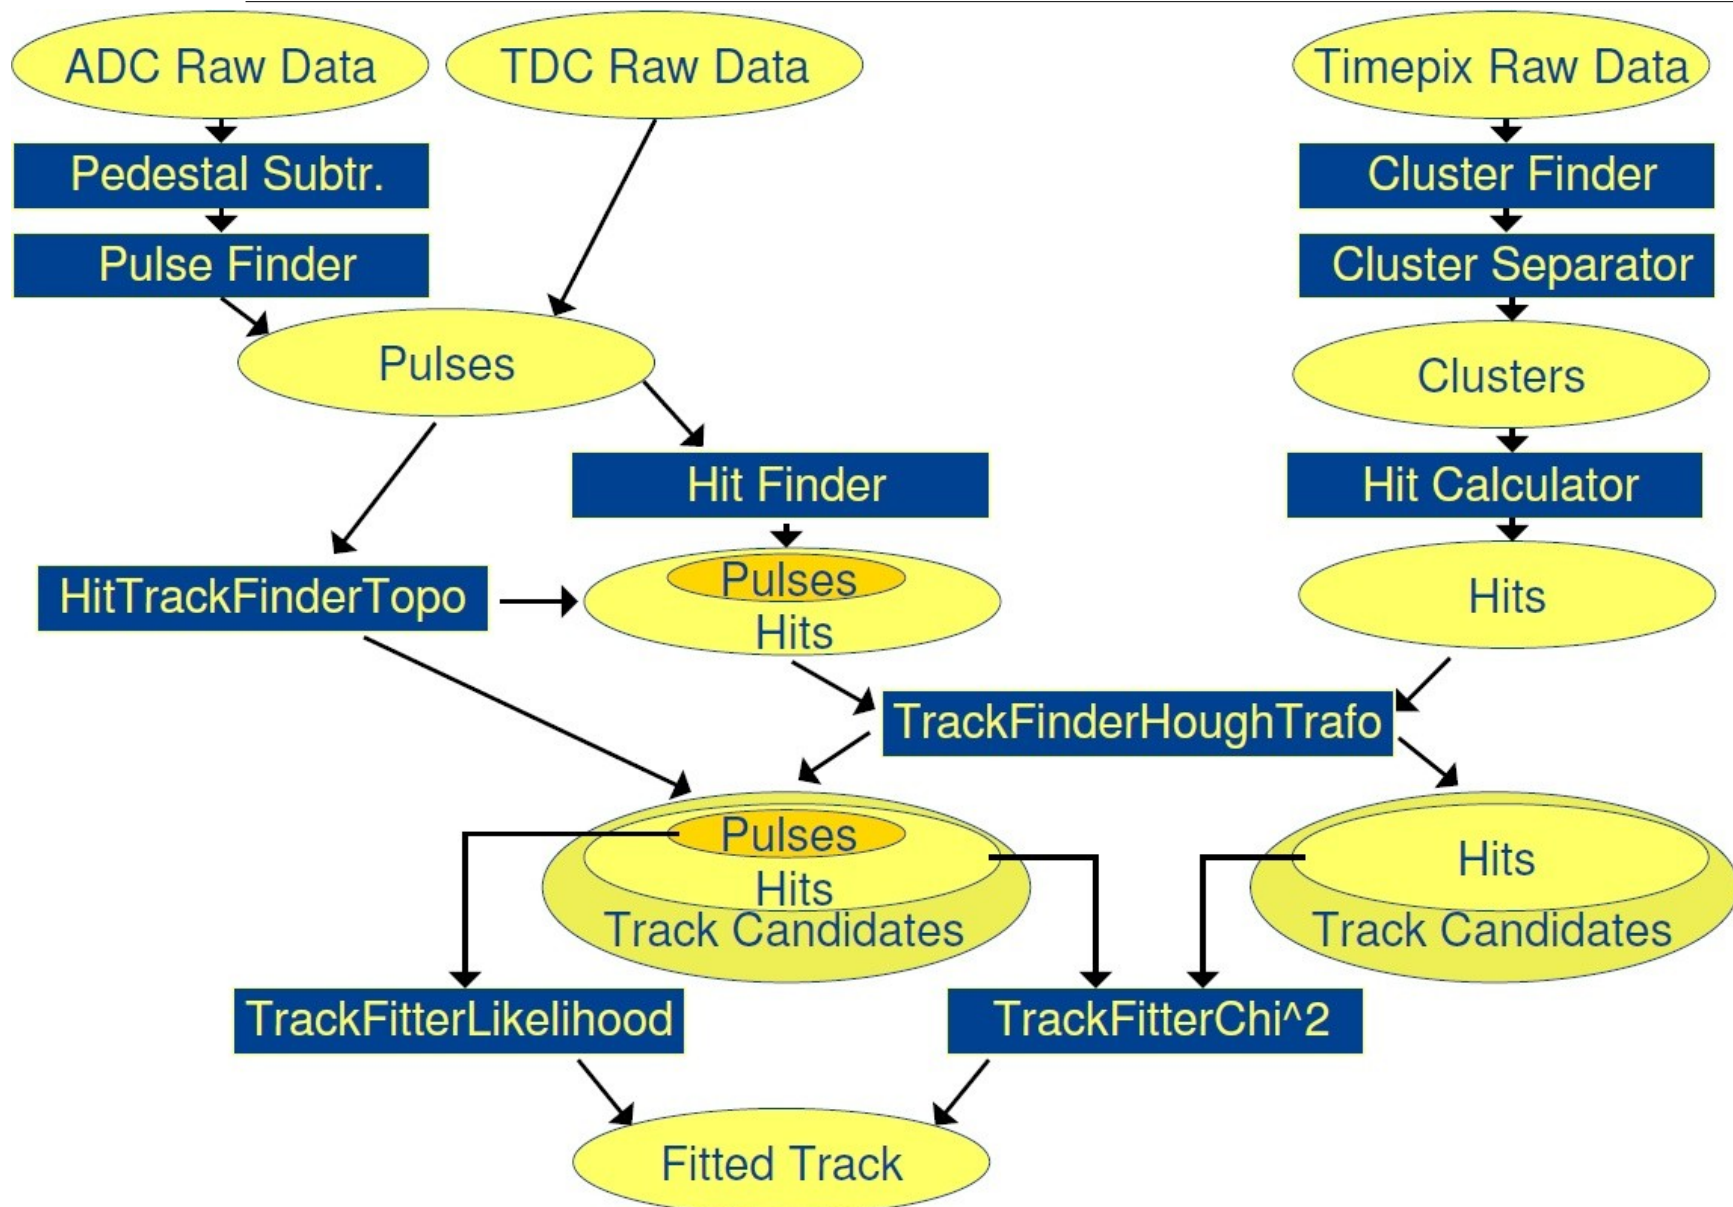 ADC Raw Data
TDC Raw Data
Timepix Raw Data
Pedestal Subtr.
Cluster Finder
Pulse Finder
Cluster Separator
Pulses
Clusters
Hit Finder
Hit Calculator
Pulses
HitTrackFinderTopo
Hits
Hits
TrackFinderHoughTrafo
Pulses
Hits
Hits
Track Candidates
Track Candidates
TrackFitterLikelihood
TrackFitterChi^2
Fitted Track